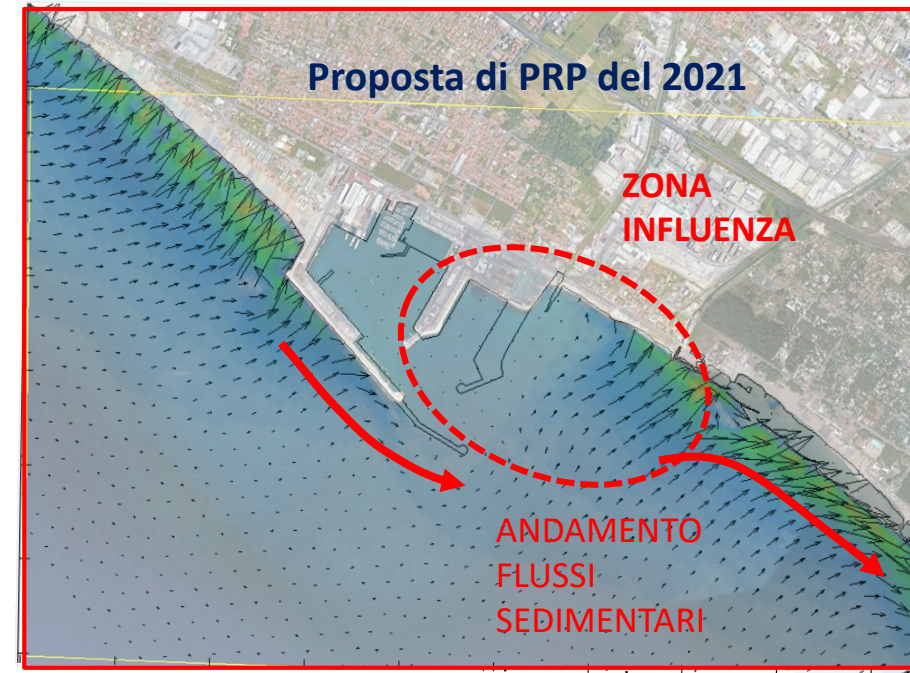 Proposta di PRP del 2021
ZONA
INFLUENZA
ANDAMENTO
FLUSSI
SEDIMENTARI